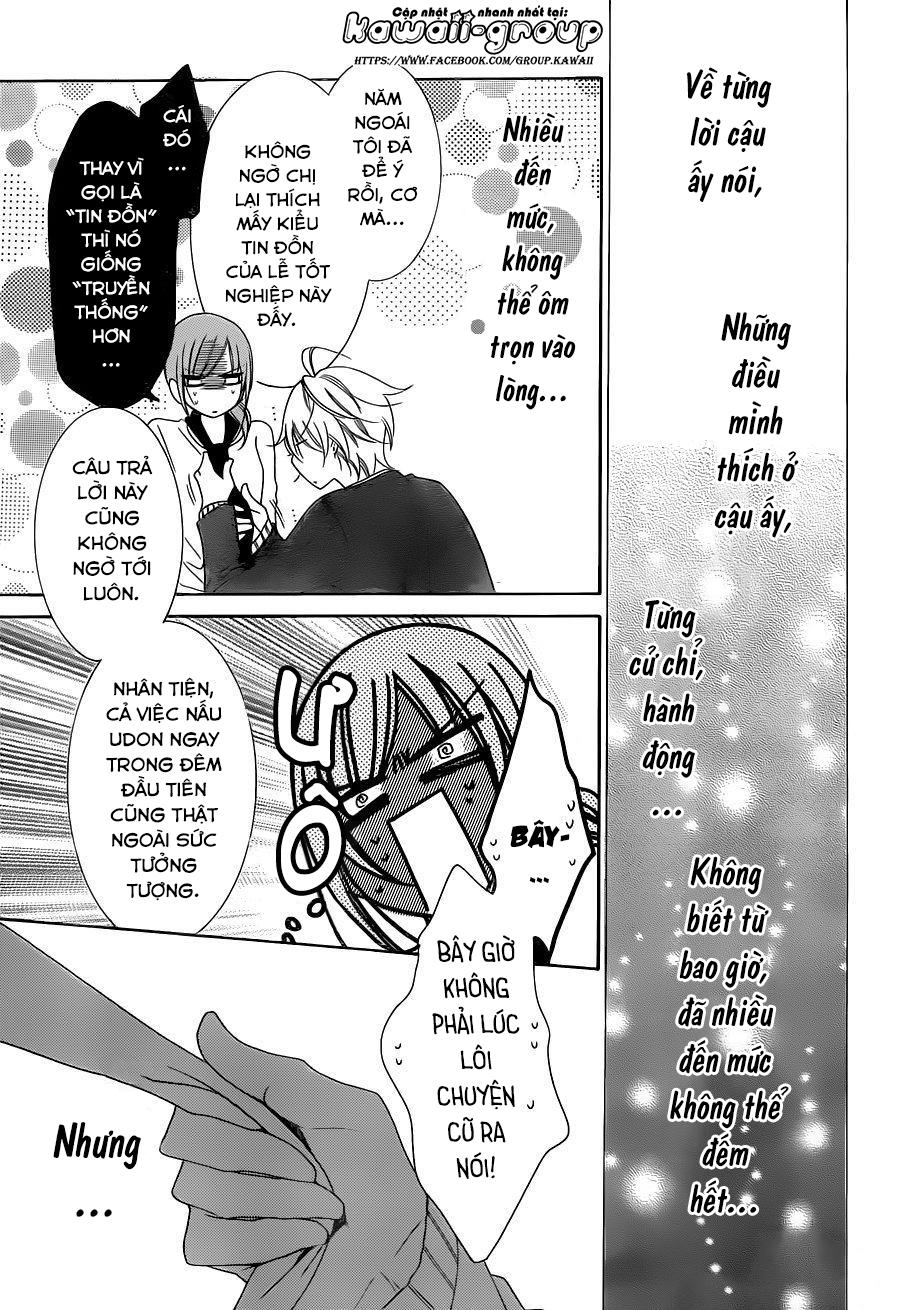 Cập nhật nhanh nhất tại:
kawaii-group
HTTPS://WWW.FACEBOOK.COM/GROUP.KAWAII
Về từng
lời cậu
ấy nói,
Những
điều
mình
thích ở
cậu ấy,
Từng
cử chỉ,
hành
động
...
Không
biết từ
bao giờ,
đã nhiều
đến mức
không thể
đếm
hết...
Nhiều
đến
mức,
không
thể ôm
trọn vào
lòng...
NĂM
NGOÁI
TÔI ĐÃ
ĐỂ Ý
RỒI, CƠ
MÀ...
KHÔNG
NGỜ CHỊ
LẠI THÍCH
MẤY KIỂU
TIN ĐỒN
CỦA LỄ TỐT
NGHIỆP NÀY
ĐẤY.
CÁI
ĐÓ
...
THAY VÌ
GỌI LÀ
“TIN ĐỒN”
THÌ NÓ
GIỐNG
“TRUYỀN
THỐNG”
HƠN
...
CÂU TRẢ
LỜI NÀY
CŨNG
KHÔNG
NGỜ TỚI
LUÔN.
NHÂN TIỆN,
CẢ VIỆC NẤU
UDON NGAY
TRONG ĐÊM
ĐẦU TIÊN
CŨNG THẬT
NGOÀI SỨC
TƯỞNG
TƯỢNG.
BÂY-
...
BÂY GIỜ
KHÔNG
PHẢI LÚC
LÔI
CHUYỆN
CŨ RA
NÓI!
Nhưng
...